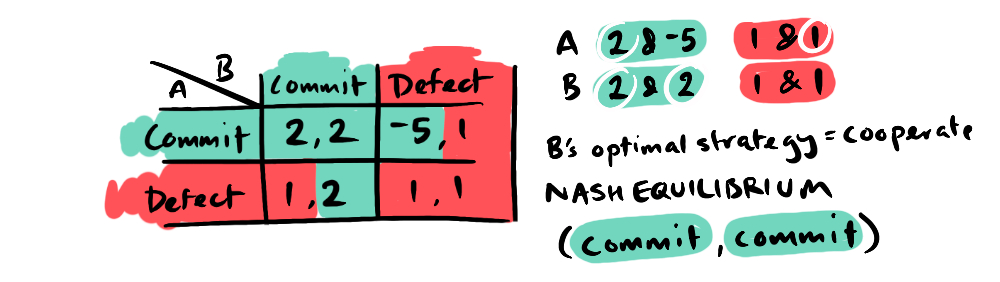 B
A
Commit Defect
Commit 2,2 -5,1
Defect 1,2 1,1
A 2 & -5 1 & 1
B 2 & 2 1 & 1
B's optimal strategy = cooperate
NASH EQUILIBRIUM
(commit, commit)